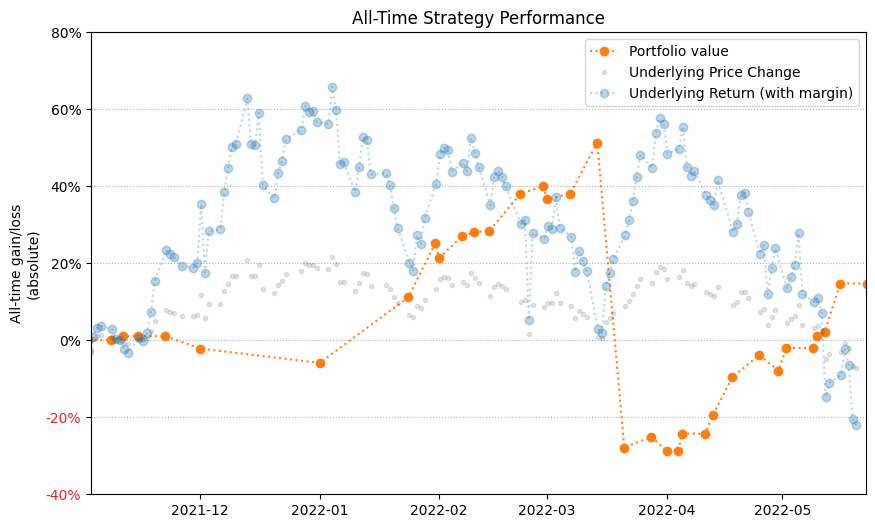 All-Time Strategy Performance
80%
60%
40%
20%
0%
-20%
-40%
All-time gain/loss
(absolute)
Portfolio value
Underlying Price Change
Underlying Return (with margin)
2021-12
2022-01
2022-02
2022-03
2022-04
2022-05